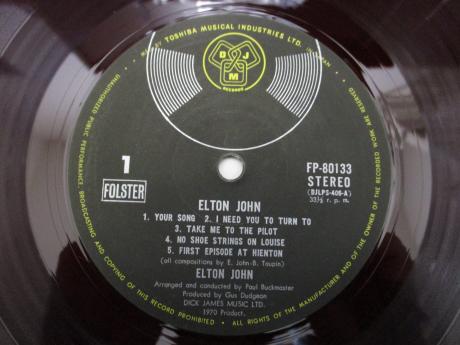 MFD BY TOSHIBA MUSICAL INDUSTRIES LTD. IN JAPAN
DJM
RECORDS
1
FOLSTER
FP-80133
STEREO
(DJLPS-406-A)
33⅓ r. p. m.
ELTON JOHN
1. YOUR SONG 2. I NEED YOU TO TURN TO
3. TAKE ME TO THE PILOT
4. NO SHOE STRINGS ON LOUISE
5. FIRST EPISODE AT HIENTON
(all compositions by E. John-B. Taupin)
ELTON JOHN
Arranged and conducted by Paul Buckmaster
Produced by Gus Dudgeon
DICK JAMES MUSIC LTD.
1970 Product.
UNAUTHORIZED PUBLIC PERFORMANCE, BROADCASTING AND COPYING OF THIS RECORD PROHIBITED • ALL RIGHTS OF THE MANUFACTURER AND OF THE OWNER OF THE RECORDED WORK ARE RESERVED